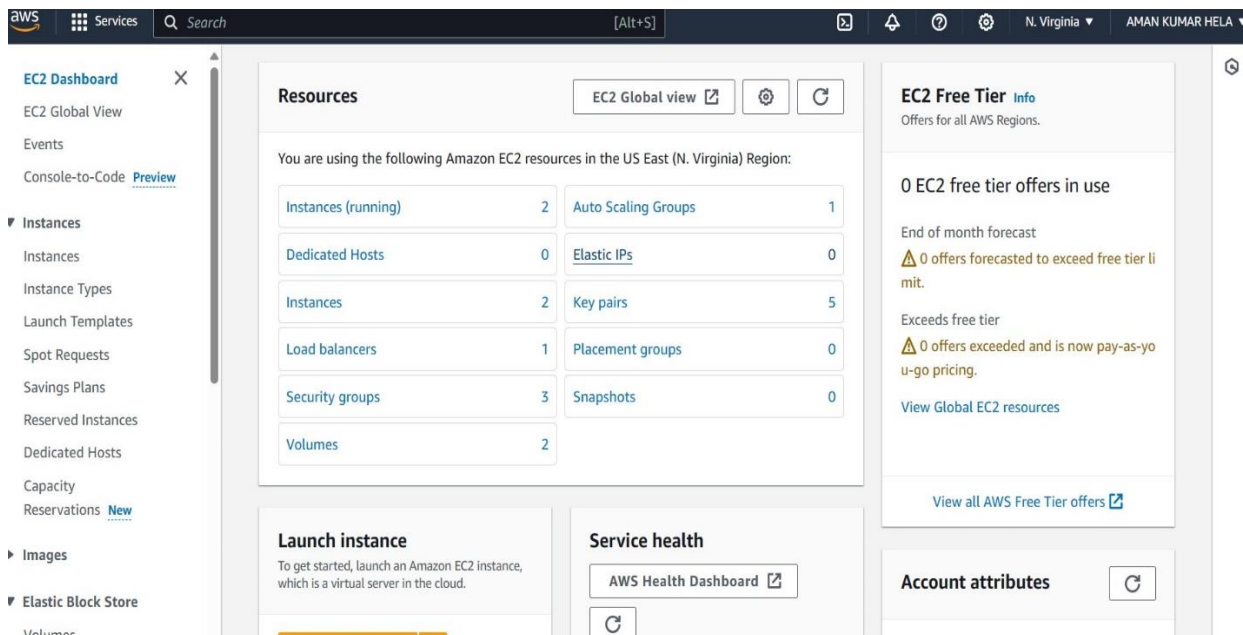 aws Services Search [Alt+S] N. Virginia ▼ AMAN KUMAR HELA
EC2 Dashboard
EC2 Global View
Events
Console-to-Code Preview
Instances
Instances
Instance Types
Launch Templates
Spot Requests
Savings Plans
Reserved Instances
Dedicated Hosts
Capacity
Reservations New
Images
Elastic Block Store
Volumes
Resources
EC2 Global view
You are using the following Amazon EC2 resources in the US East (N. Virginia) Region:
Instances (running) 2 Auto Scaling Groups 1
Dedicated Hosts 0 Elastic IPs 0
Instances 2 Key pairs 5
Load balancers 1 Placement groups 0
Security groups 3 Snapshots 0
Volumes 2
Launch instance
To get started, launch an Amazon EC2 instance,
which is a virtual server in the cloud.
Service health
AWS Health Dashboard
EC2 Free Tier Info
Offers for all AWS Regions.
0 EC2 free tier offers in use
End of month forecast
0 offers forecasted to exceed free tier li
mit.
Exceeds free tier
0 offers exceeded and is now pay-as-yo
u-go pricing.
View Global EC2 resources
View all AWS Free Tier offers
Account attributes